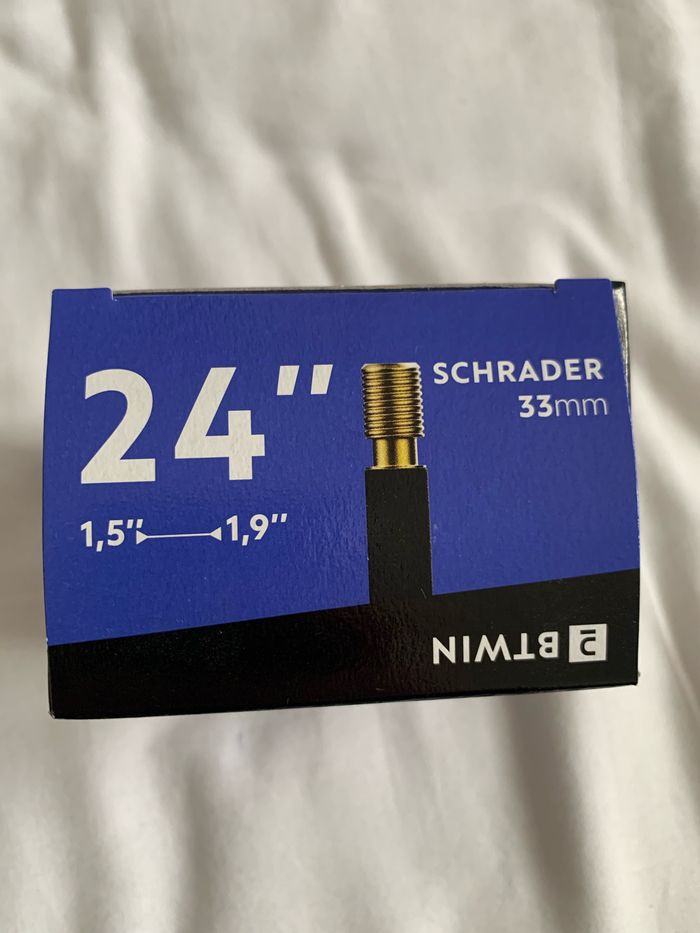 24″
SCHRADER
33mm
1,5″ 1,9″
BTWIN